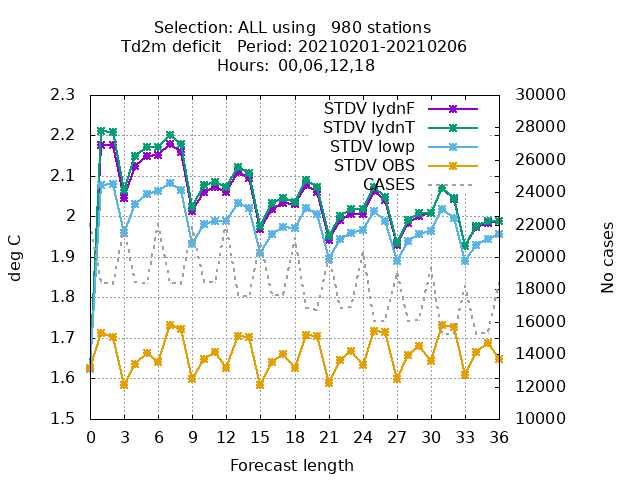 Selection: ALL using   980 stations
Td2m deficit   Period: 20210201-20210206
Hours:  00,06,12,18
2.3
2.2
2.1
2
1.9
1.8
1.7
1.6
1.5
deg C
STDV lydnF
STDV lydnT
STDV lowp
STDV OBS
CASES
30000
28000
26000
24000
22000
20000
18000
16000
14000
12000
10000
No cases
0 3 6 9 12 15 18 21 24 27 30 33 36
Forecast length